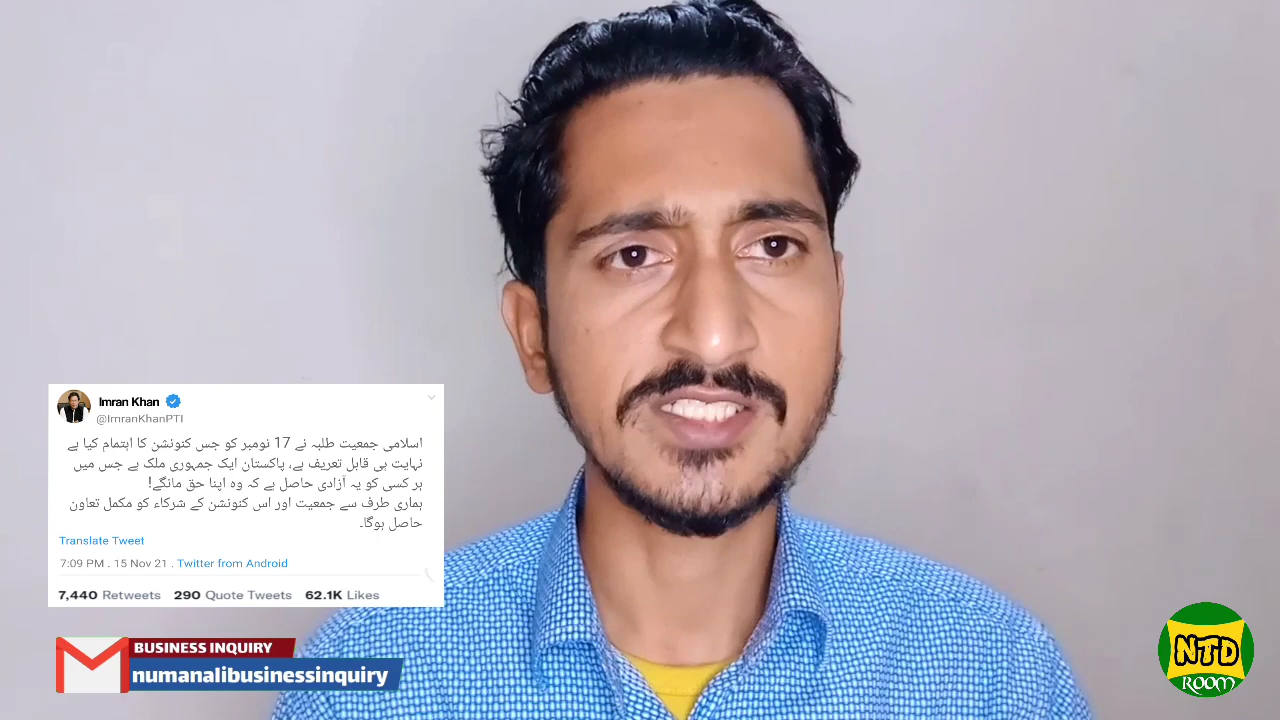 Imran Khan
@ImranKhanPTI
اسلامی جمعیت طلبہ نے 17 نومبر کو جس کنونشن کا اہتمام کیا ہے
نہایت ہی قابل تعریف ہے، پاکستان ایک جمہوری ملک ہے جس میں
ہر کسی کو یہ آزادی حاصل ہے کہ وہ اپنا حق مانگے!
ہماری طرف سے جمعیت اور اس کنونشن کے شرکاء کو مکمل تعاون
حاصل ہوگا۔
Translate Tweet
7:09 PM . 15 Nov 21 . Twitter from Android
7,440 Retweets 290 Quote Tweets 62.1K Likes
BUSINESS INQUIRY
numanalibusinessinquiry
NTD
ROOM